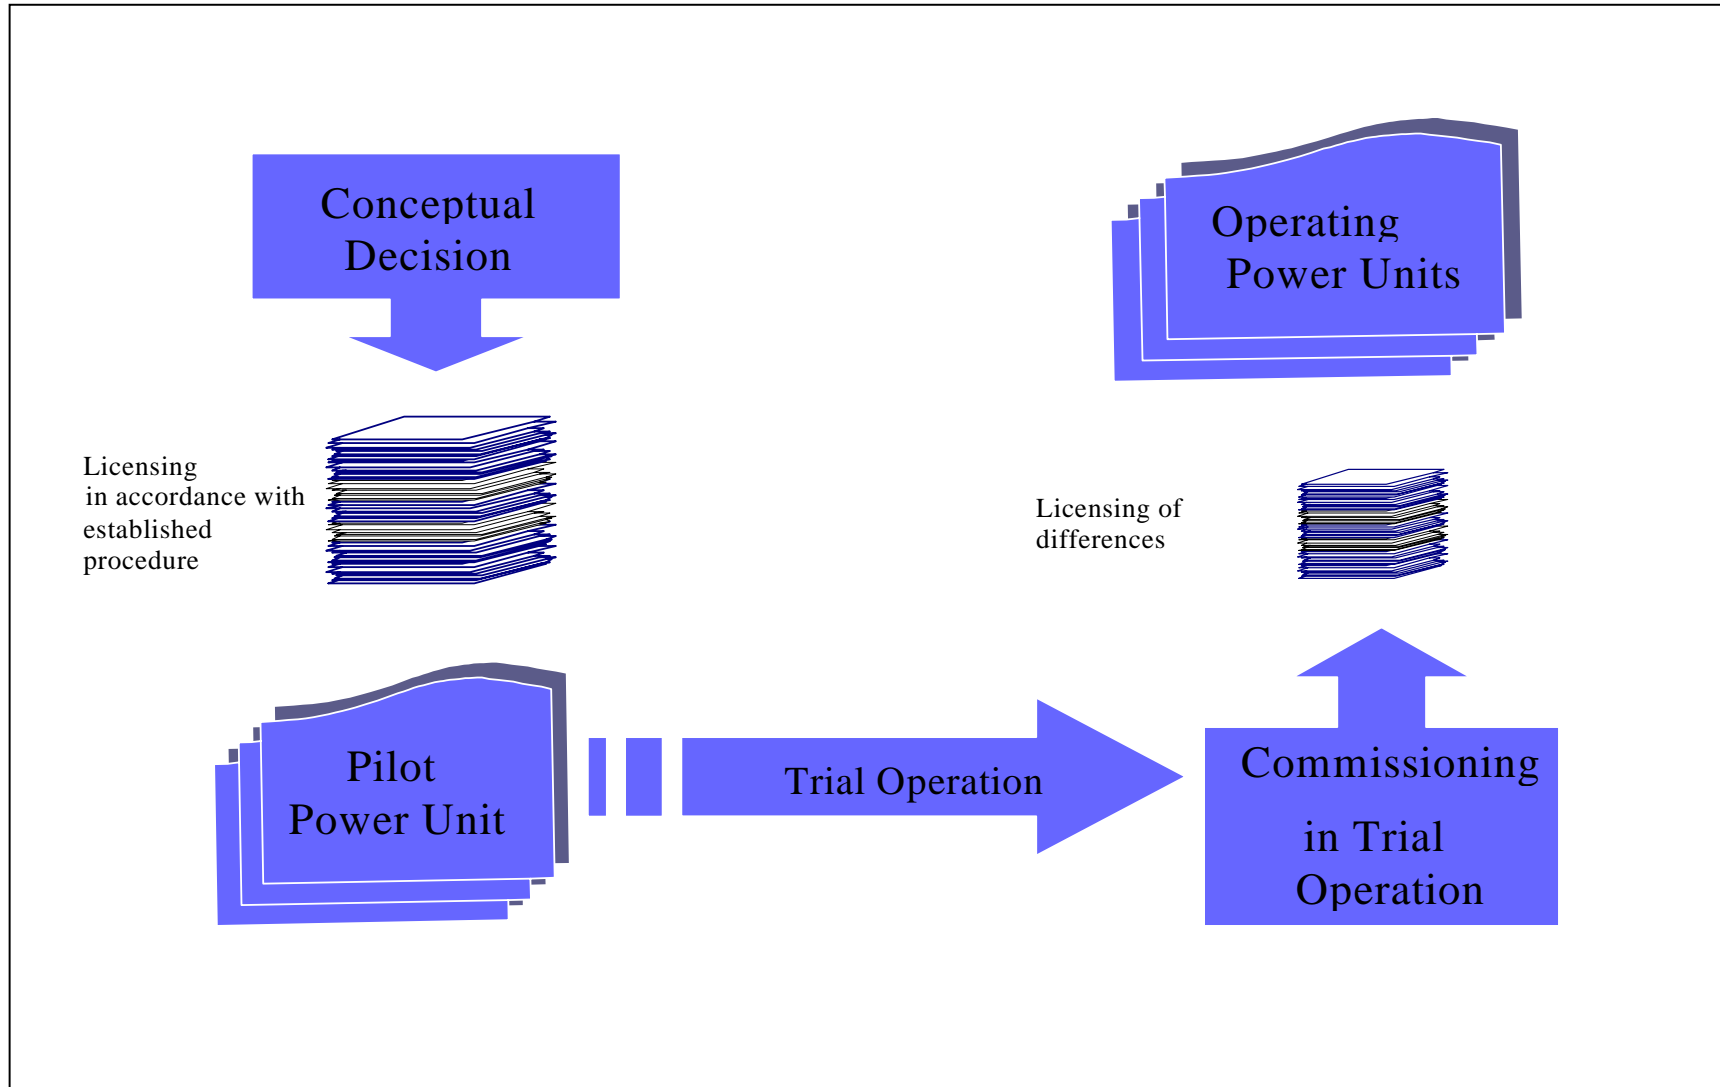 Conceptual
Decision
Operating
Power Units
Licensing
in accordance with
established
procedure
Licensing of
differences
Pilot
Power Unit
Trial Operation
Commissioning
in Trial
Operation